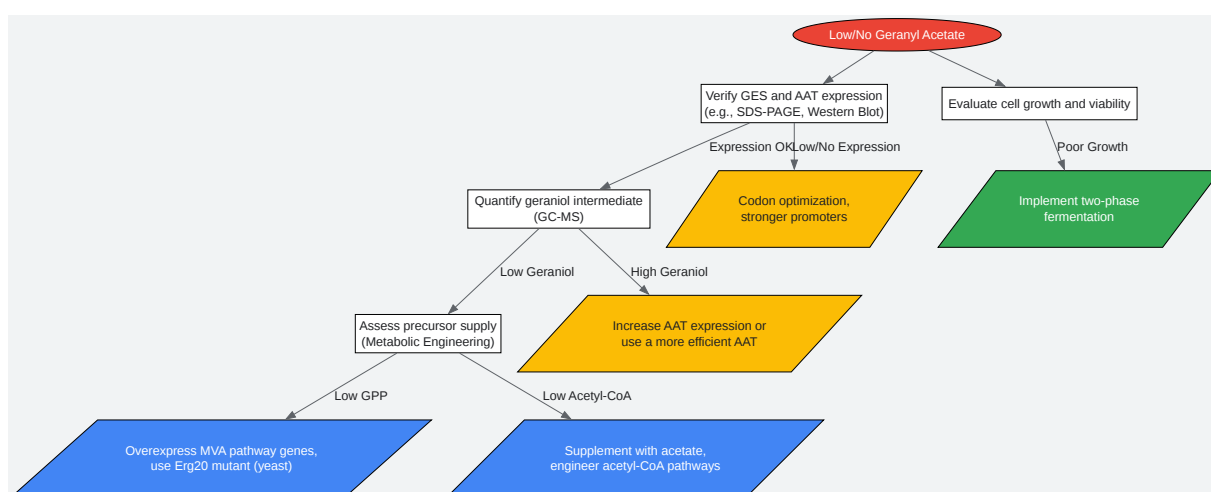 Low/No Geranyl Acetate
Verify GES and AAT expression
(e.g., SDS-PAGE, Western Blot)
Evaluate cell growth and viability
Expression OK
Low/No Expression
Poor Growth
Quantify geraniol intermediate
(GC-MS)
Codon optimization,
stronger promoters
Implement two-phase
fermentation
Low Geraniol
High Geraniol
Assess precursor supply
(Metabolic Engineering)
Increase AAT expression or
use a more efficient AAT
Low GPP
Low Acetyl-CoA
Overexpress MVA pathway genes,
use Erg20 mutant (yeast)
Supplement with acetate,
engineer acetyl-CoA pathways